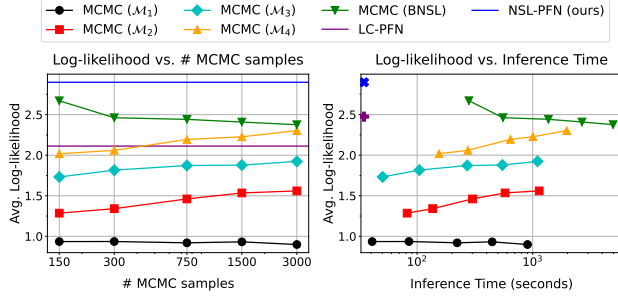 MCMC (M₁) MCMC (M₃) MCMC (BNSL) NSL-PFN (ours)
MCMC (M₂) MCMC (M₄) LC-PFN
Log-likelihood vs. # MCMC samples
Avg. Log-likelihood
2.5
2.0
1.5
1.0
150 300 750 1500 3000
# MCMC samples
Log-likelihood vs. Inference Time
Avg. Log-likelihood
2.5
2.0
1.5
1.0
10² 10³
Inference Time (seconds)